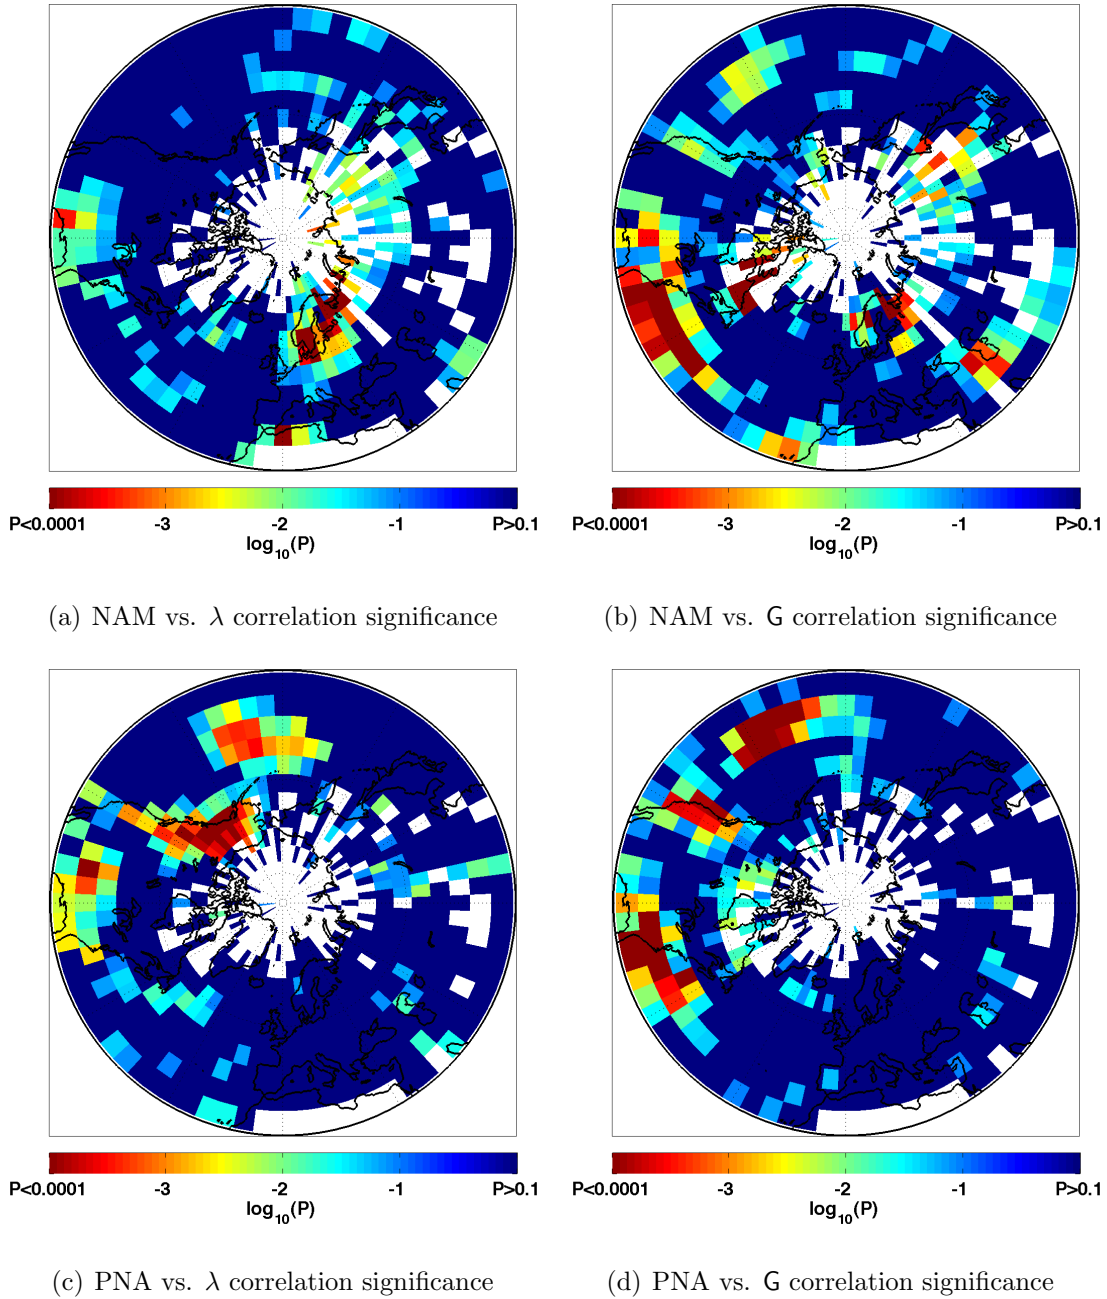 P<0.0001 -3 -2 -1 P>0.1
log10(P)
P<0.0001 -3 -2 -1 P>0.1
log10(P)
(a) NAM vs. λ correlation significance
(b) NAM vs. G correlation significance
P<0.0001 -3 -2 -1 P>0.1
log10(P)
P<0.0001 -3 -2 -1 P>0.1
log10(P)
(c) PNA vs. λ correlation significance
(d) PNA vs. G correlation significance